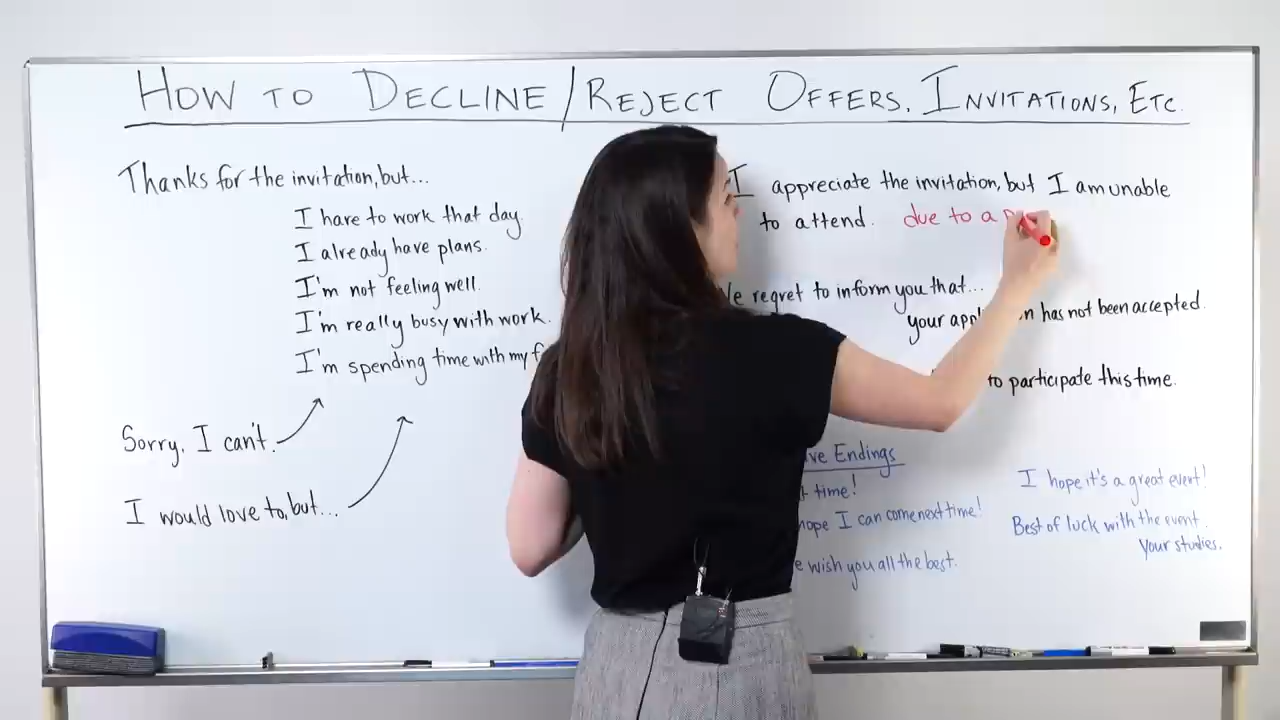 HOW TO DECLINE/REJECT OFFERS, INVITATIONS, ETC.
Thanks for the invitation, but...
I have to work that day.
I already have plans.
I'm not feeling well.
I'm really busy with work.
I'm spending time with my
Sorry, I can't.
I would love to, but...
I appreciate the invitation, but I am unable
to attend. due to a
regret to inform you that...
your has not been accepted.
to participate this time.
Endings
time!
hope I can come next time!
wish you all the best.
I hope it's a great event!
Best of luck with the event.
your studies.